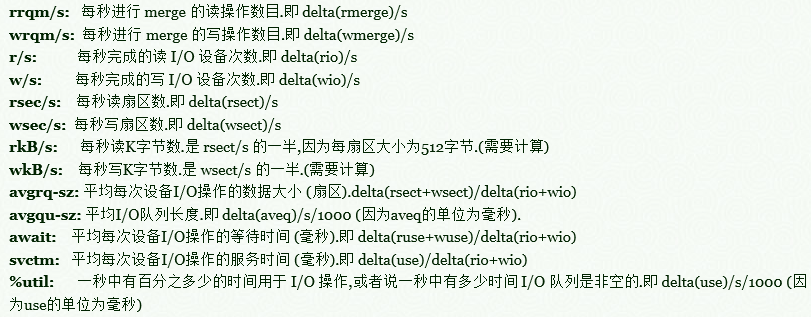 rrqm/s: 每秒进行 merge 的读操作数目.即 delta(rmerge)/s
wrqm/s: 每秒进行 merge 的写操作数目.即 delta(wmerge)/s
r/s: 每秒完成的读 I/O 设备次数.即 delta(rio)/s
w/s: 每秒完成的写 I/O 设备次数.即 delta(wio)/s
rsec/s: 每秒读扇区数.即 delta(rsect)/s
wsec/s: 每秒写扇区数.即 delta(wsect)/s
rkB/s: 每秒读K字节数.是 rsect/s 的一半,因为每扇区大小为512字节.(需要计算)
wkB/s: 每秒写K字节数.是 wsect/s 的一半.(需要计算)
avgrq-sz: 平均每次设备I/O操作的数据大小 (扇区).delta(rsect+wsect)/delta(rio+wio)
avgqu-sz: 平均I/O队列长度.即 delta(aveq)/s/1000 (因为aveq的单位为毫秒).
await: 平均每次设备I/O操作的等待时间 (毫秒).即 delta(ruse+wuse)/delta(rio+wio)
svctm: 平均每次设备I/O操作的服务时间 (毫秒).即 delta(use)/delta(rio+wio)
%util: 一秒中有百分之多少的时间用于 I/O 操作,或者说一秒中有多少时间 I/O 队列是非空的.即 delta(use)/s/1000 (因
为use的单位为毫秒)